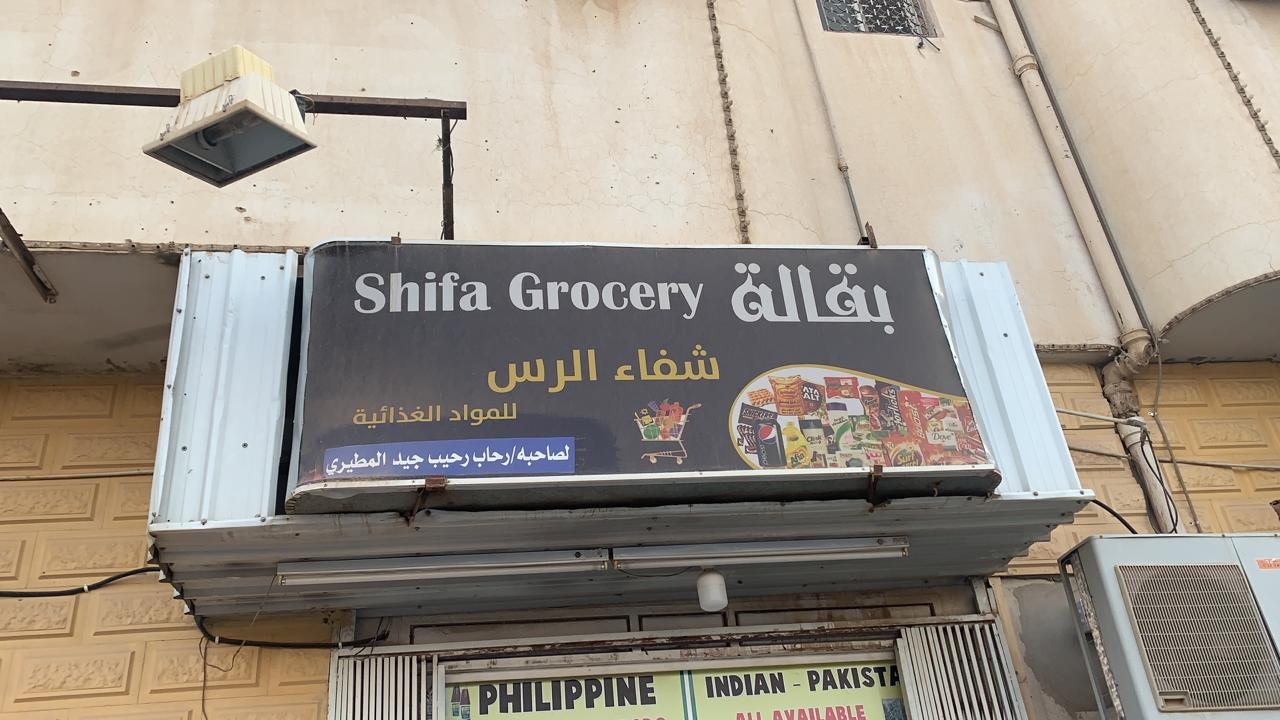 Shifa Grocery بقالة
شفاء الرس
للمواد الغذائية
لصاحبه/رحاب رحيب جيد المطيري
PHILIPPINE
INDIAN - PAKISTA
ALL AVAILABLE